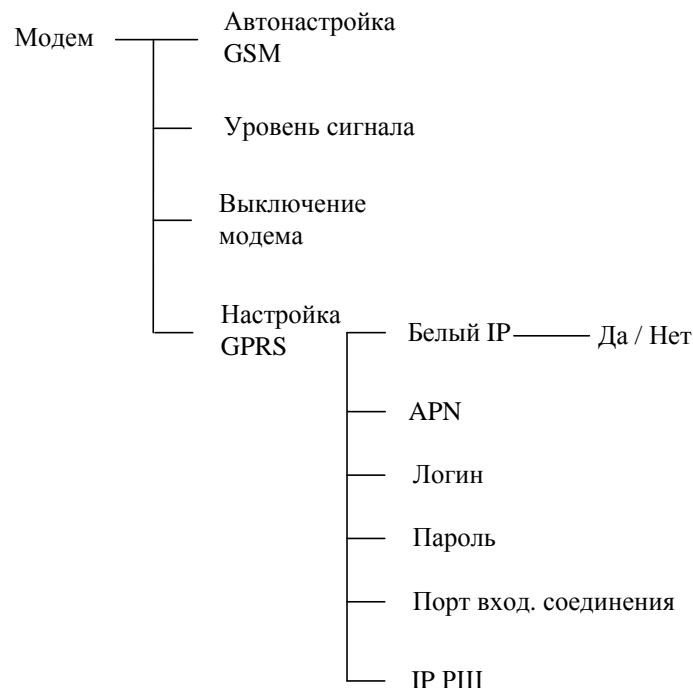 Модем
Автонастройка
GSM
Уровень сигнала
Выключение
модема
Настройка
GPRS
Белый IP
Да / Нет
APN
Логин
Пароль
Порт вход. соединения
IP